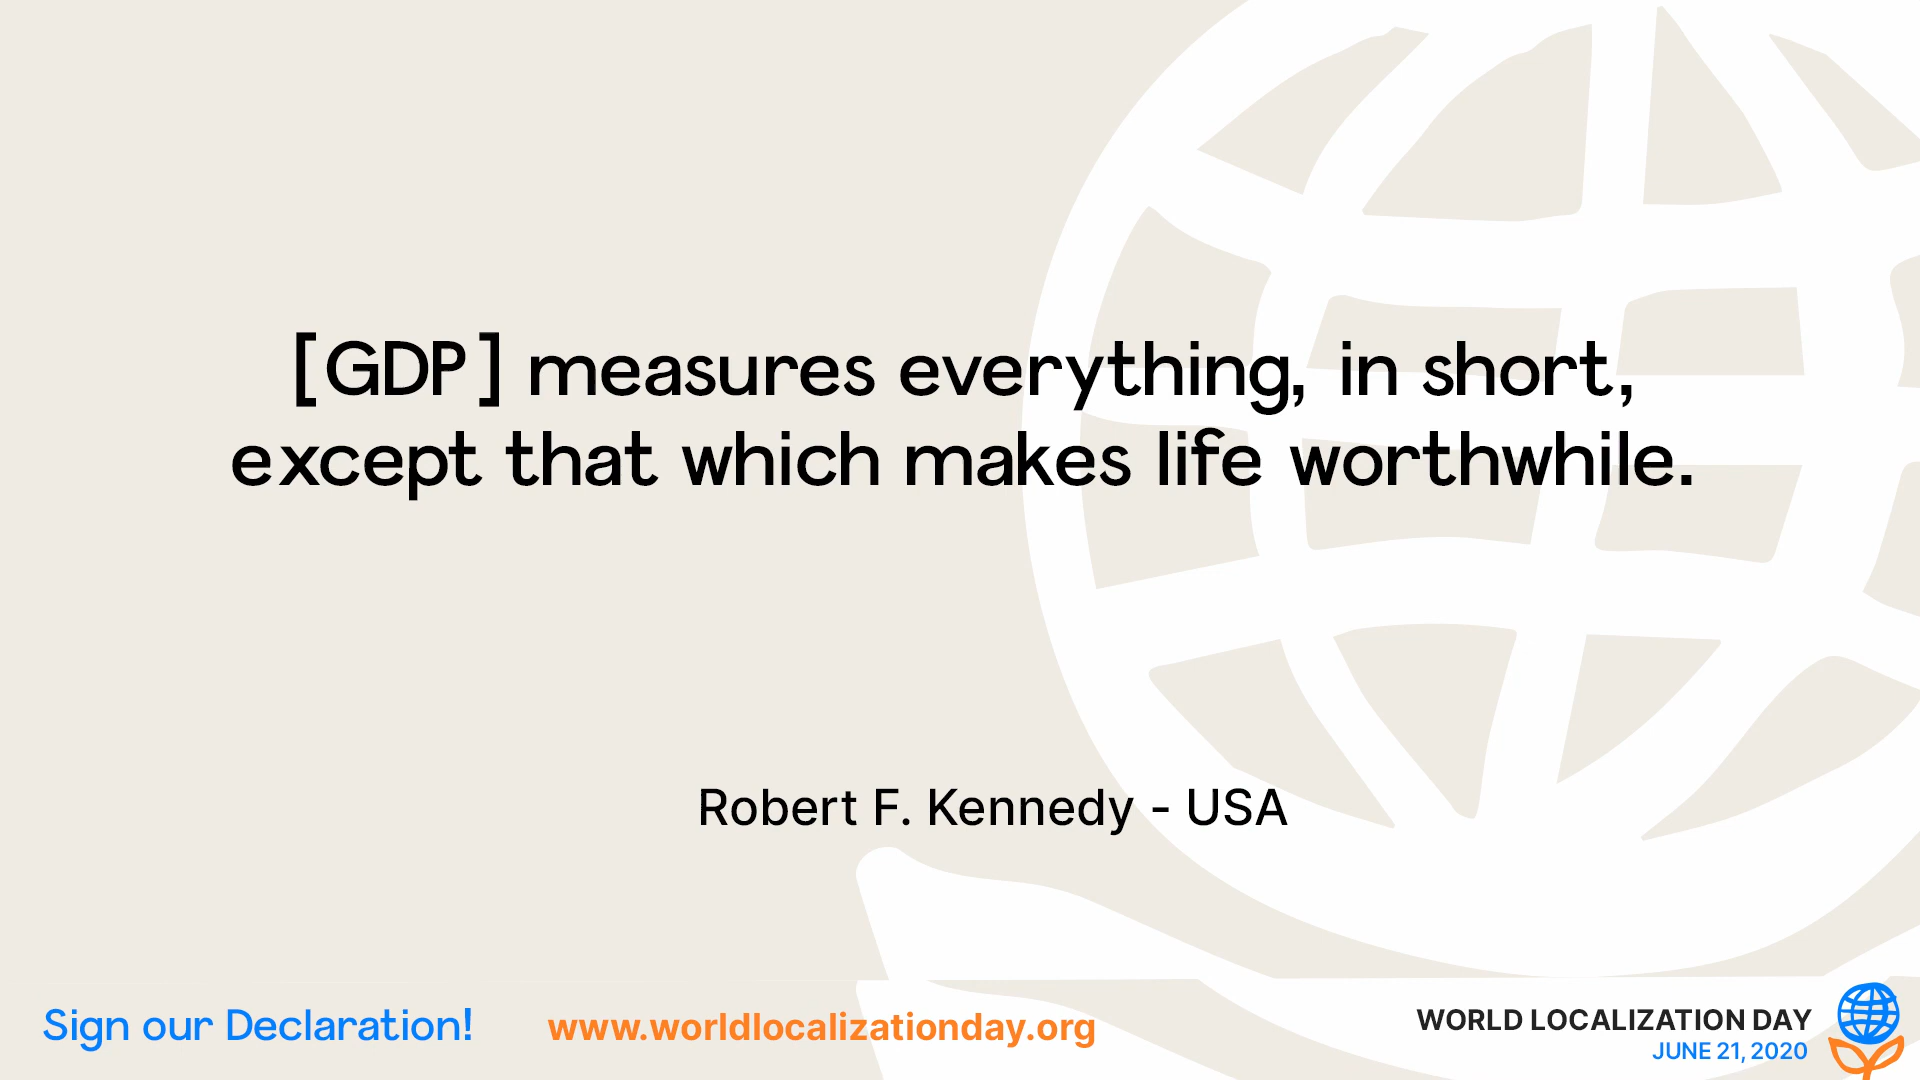 [GDP] measures everything, in short,
except that which makes life worthwhile.
Robert F. Kennedy - USA
Sign our Declaration!
www.worldlocalizationday.org
WORLD LOCALIZATION DAY
JUNE 21, 2020